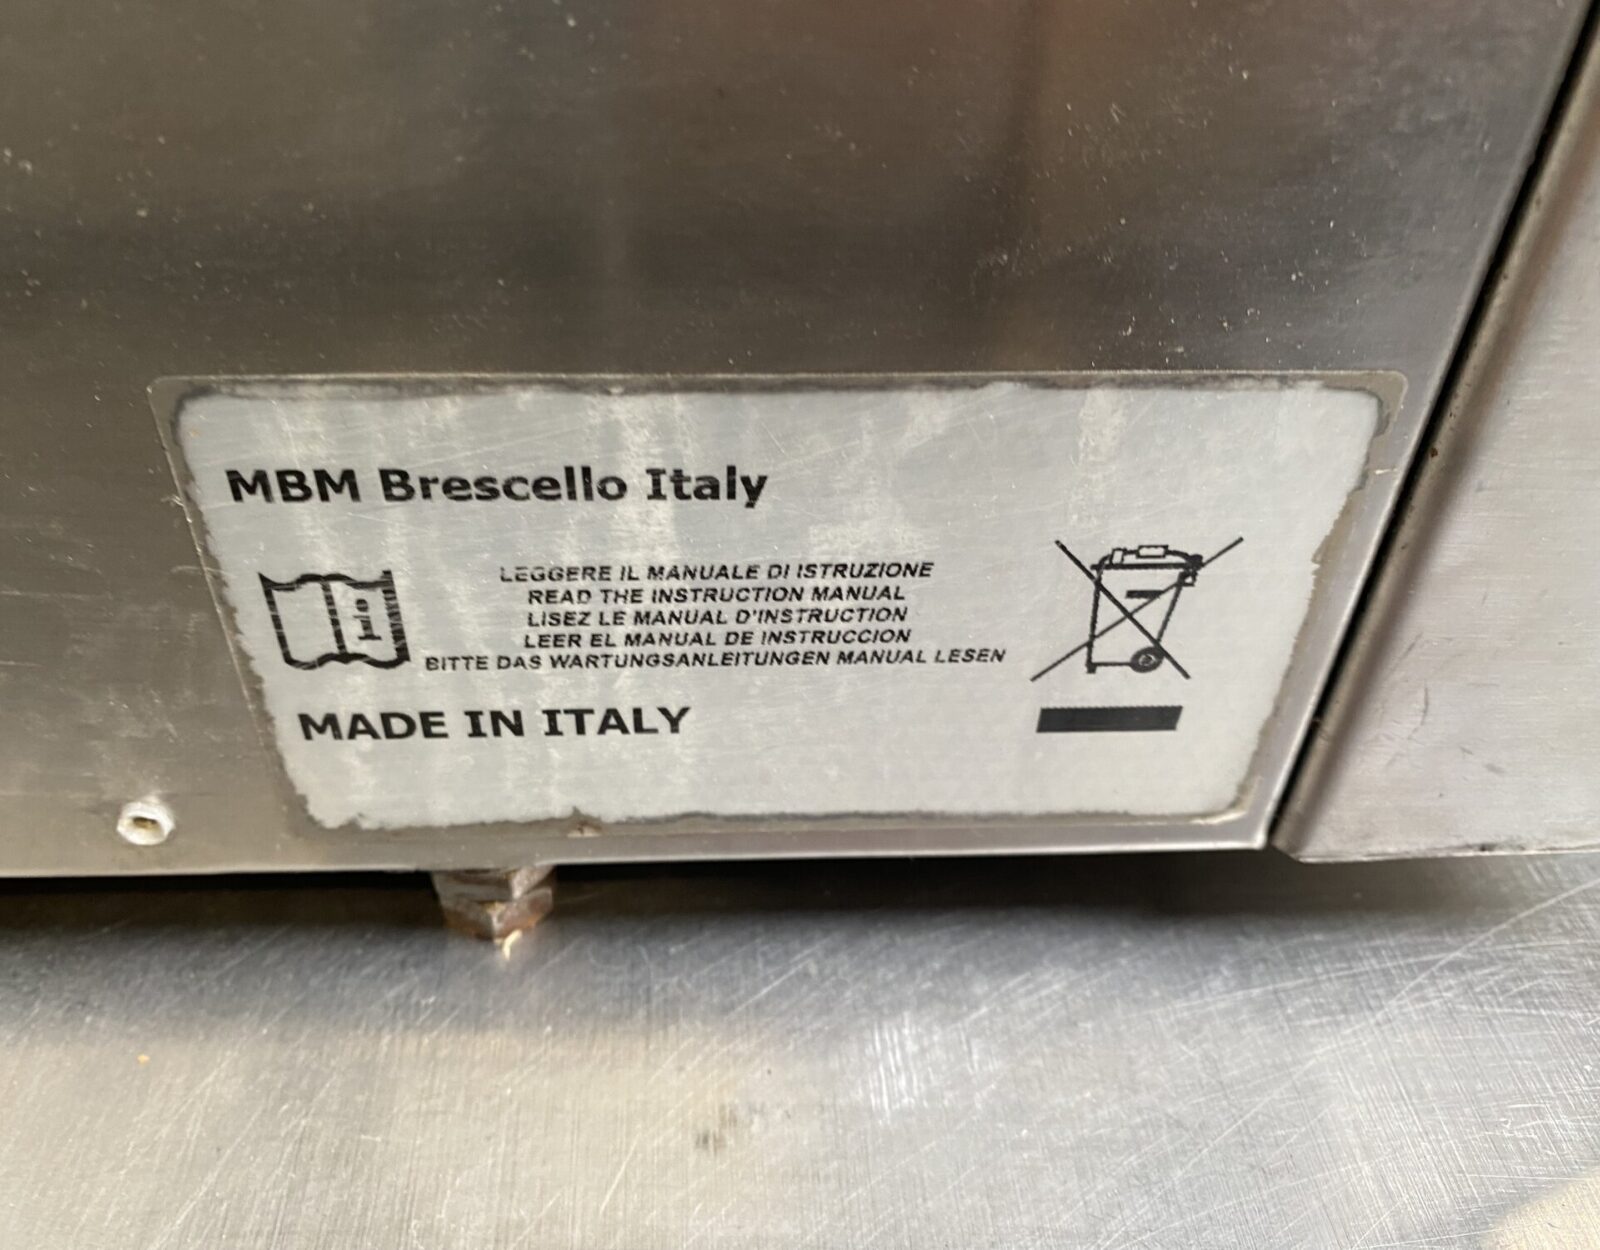 MBM Brescello Italy
LEGGERE IL MANUALE DI ISTRUZIONE
READ THE INSTRUCTION MANUAL
LISEZ LE MANUAL D'INSTRUCTION
LEER EL MANUAL DE INSTRUCCION
BITTE DAS WARTUNGSANLEITUNGEN MANUAL LESEN
MADE IN ITALY